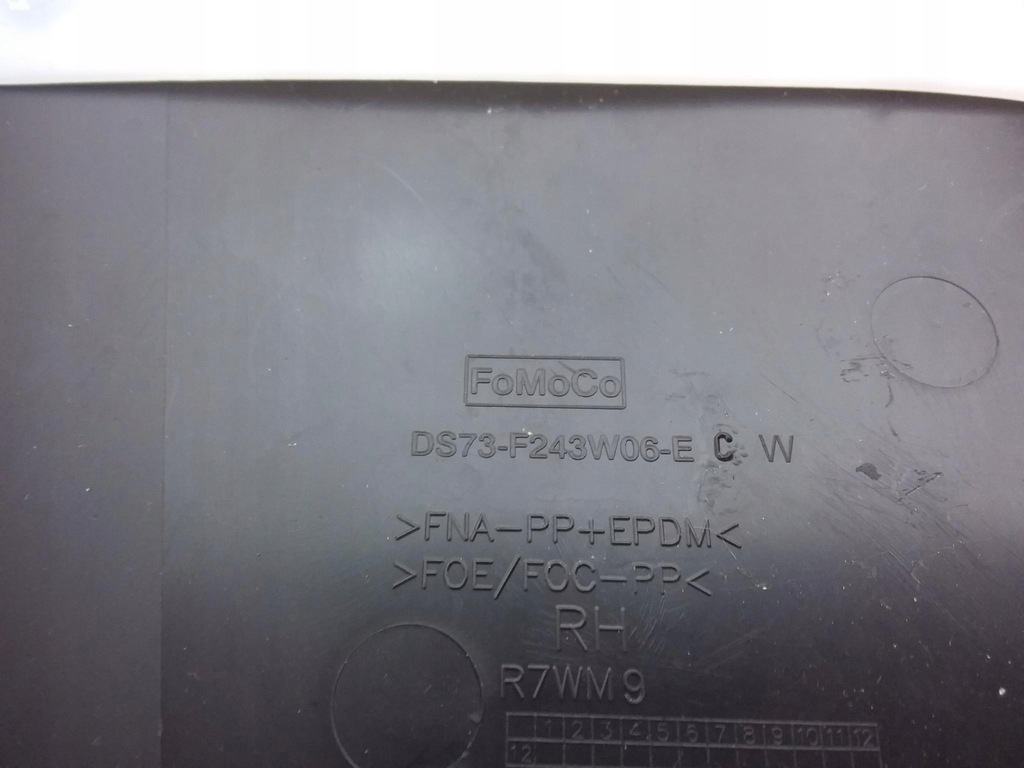 FoMoCo
DS73-F243W06-E C W
>FNA-PP+EPDM<
>FOE/FOC-PP<
RH
R7WM9
1 2 3 4 5 6 7 8 9 10 11 12
12